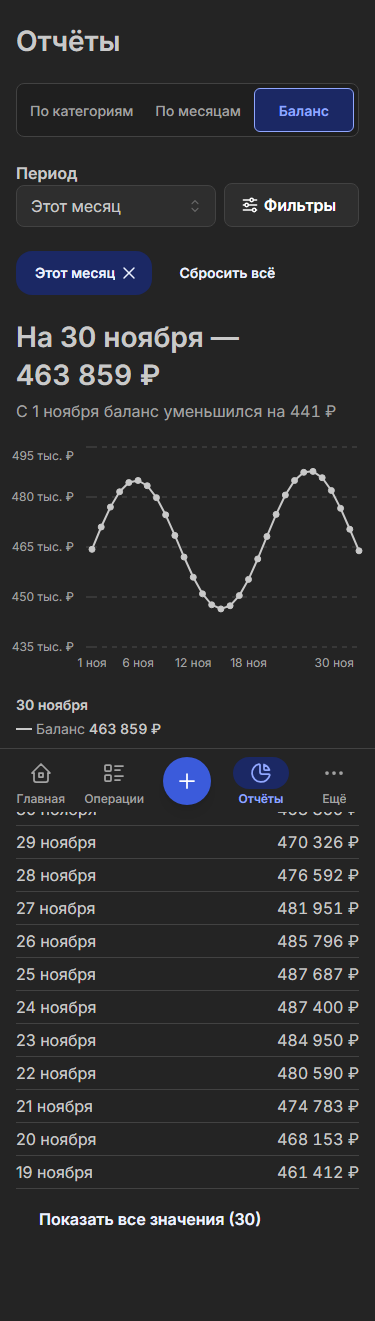 Отчёты
По категориям По месяцам Баланс
Период
Этот месяц Фильтры
Этот месяц Сбросить всё
На 30 ноября —
463 859 ₽
С 1 ноября баланс уменьшился на 441 ₽
495 тыс. ₽
480 тыс. ₽
465 тыс. ₽
450 тыс. ₽
435 тыс. ₽
1 ноя 6 ноя 12 ноя 18 ноя 30 ноя
30 ноября
— Баланс 463 859 ₽
Главная Операции Отчёты Ещё
29 ноября 470 326 ₽
28 ноября 476 592 ₽
27 ноября 481 951 ₽
26 ноября 485 796 ₽
25 ноября 487 687 ₽
24 ноября 487 400 ₽
23 ноября 484 950 ₽
22 ноября 480 590 ₽
21 ноября 474 783 ₽
20 ноября 468 153 ₽
19 ноября 461 412 ₽
Показать все значения (30)